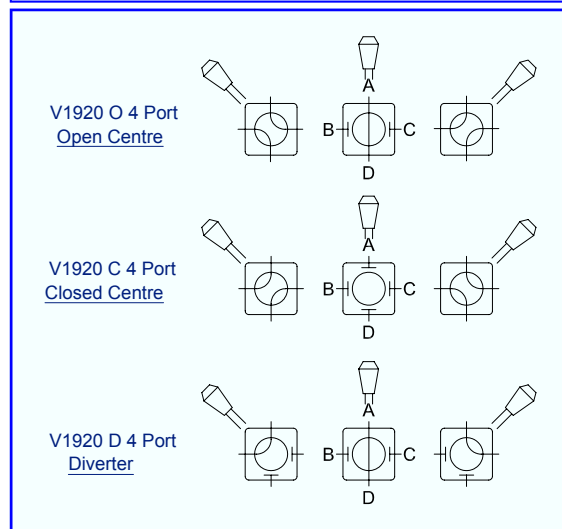 V1920 O 4 Port
Open Centre
A
B C
D
V1920 C 4 Port
Closed Centre
A
B C
D
V1920 D 4 Port
Diverter
A
B C
D